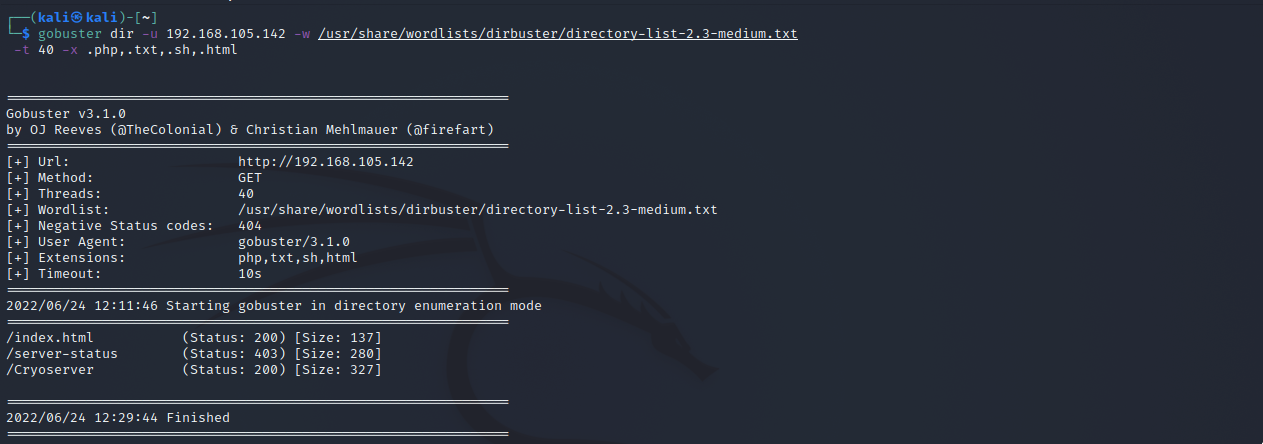 ┌──(kali㉿kali)-[~]
└─$ gobuster dir -u 192.168.105.142 -w /usr/share/wordlists/dirbuster/directory-list-2.3-medium.txt
-t 40 -x .php,.txt,.sh,.html
===============================================================
Gobuster v3.1.0
by OJ Reeves (@TheColonial) & Christian Mehlmauer (@firefart)
===============================================================
[+] Url:                     http://192.168.105.142
[+] Method:                  GET
[+] Threads:                 40
[+] Wordlist:                /usr/share/wordlists/dirbuster/directory-list-2.3-medium.txt
[+] Negative Status codes:   404
[+] User Agent:              gobuster/3.1.0
[+] Extensions:              php,txt,sh,html
[+] Timeout:                 10s
===============================================================
2022/06/24 12:11:46 Starting gobuster in directory enumeration mode
===============================================================
/index.html           (Status: 200) [Size: 137]
/server-status        (Status: 403) [Size: 280]
/Cryoserver           (Status: 200) [Size: 327]
===============================================================
2022/06/24 12:29:44 Finished
===============================================================